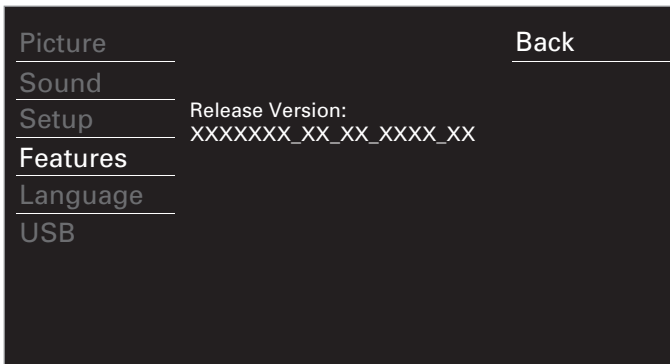 Picture
Sound
Setup
Features
Language
USB
Release Version:
XXXXXXX_XX_XX_XXXX_XX
Back